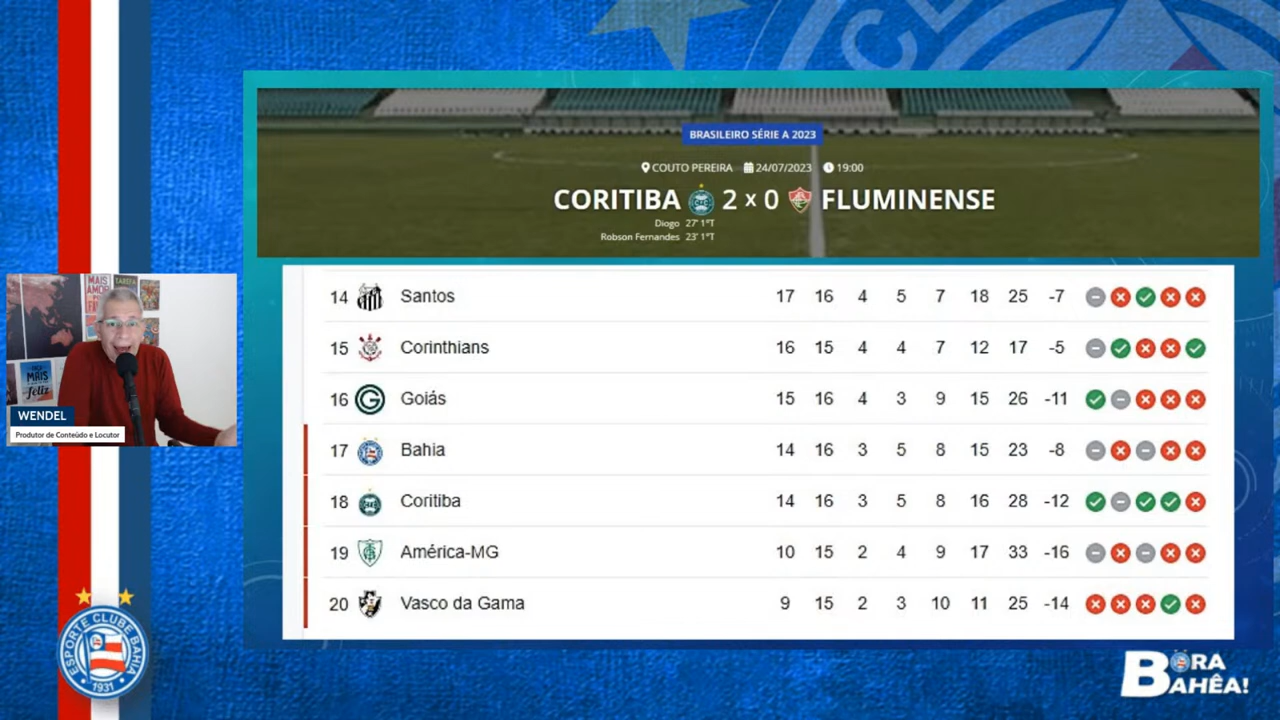 BRASILEIRO SÉRIE A 2023
COUTO PEREIRA 24/07/2023 19:00
CORITIBA 2 x 0 FLUMINENSE
Diogo 27' 1ºT
Robson Fernandes 23' 1ºT
14 Santos 17 16 4 5 7 18 25 -7
15 Corinthians 16 15 4 4 7 12 17 -5
16 Goiás 15 16 4 3 9 15 26 -11
17 Bahia 14 16 3 5 8 15 23 -8
18 Coritiba 14 16 3 5 8 16 28 -12
19 América-MG 10 15 2 4 9 17 33 -16
20 Vasco da Gama 9 15 2 3 10 11 25 -14
MAIS
AMOR
MAIS
feliz
WENDEL
Produtor de Conteúdo e Locutor
ESPORTE CLUBE BAHIA
1931
BORA
BAHÊA!